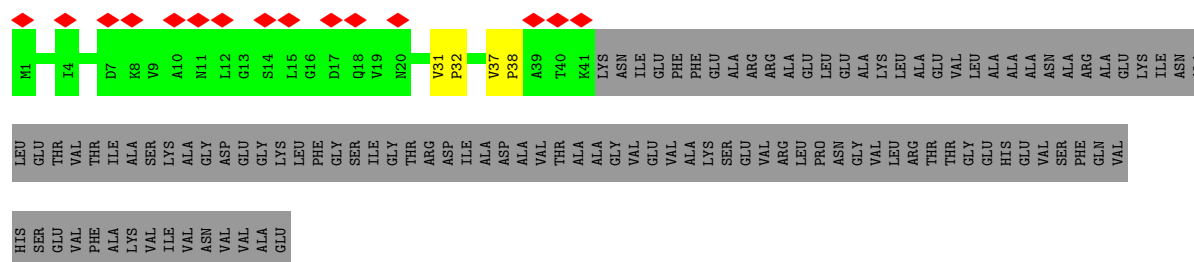 M1 I4 D7 K8 V9 A10 N11 L12 G13 S14 L15 G16 D17 Q18 V19 N20 V31 P32 V37 P38 A39 T40 K41 LYS ASN ILE GLU PHE PHE GLU ALA ARG ARG ALA GLU LEU GLU ALA LYS LEU ALA GLU VAL LEU ALA ALA ALA ASN ALA ARG ALA GLU LYS ILE ASN
LEU GLU THR VAL THR ILE ALA SER LYS ALA GLY ASP GLU GLY LYS LEU PHE GLY SER ILE GLY THR ARG ASP ILE ALA ASP ALA VAL THR ALA ALA GLY VAL GLU VAL ALA LYS SER GLU VAL ARG LEU PRO ASN GLY VAL LEU ARG THR THR GLY GLU HIS GLU VAL SER PHE GLN VAL
HIS SER GLU VAL PHE ALA LYS VAL ILE VAL ASN VAL VAL ALA GLU